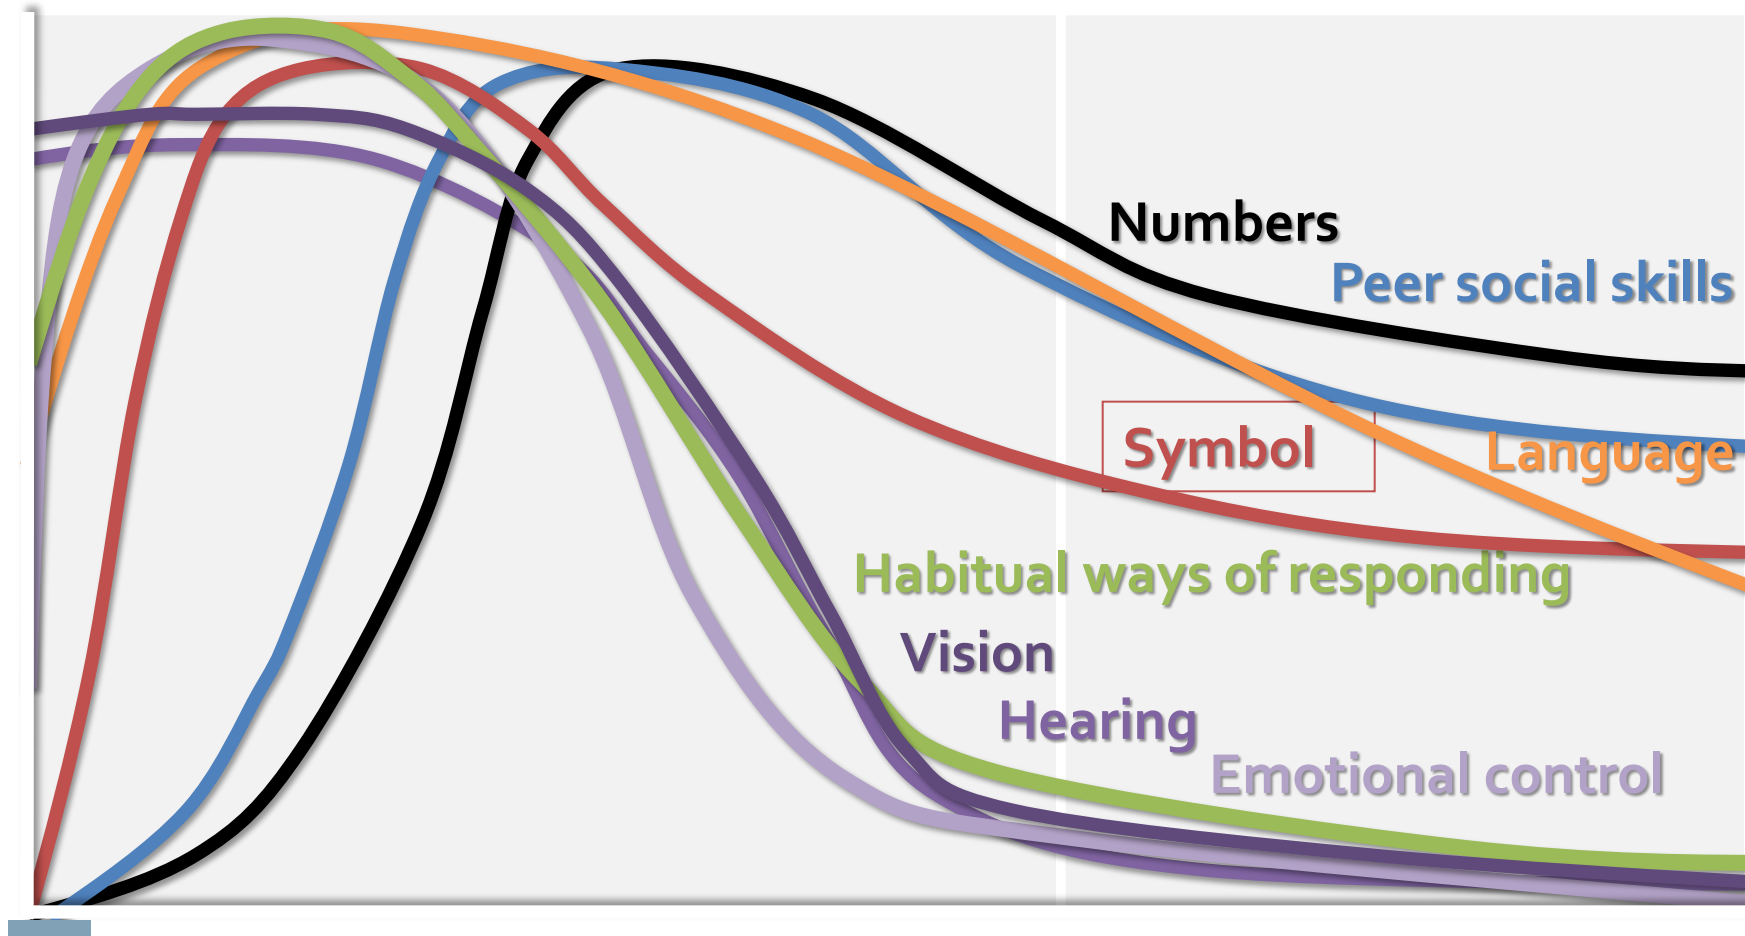 Numbers
Peer social skills
Symbol
Language
Habitual ways of responding
Vision
Hearing
Emotional control